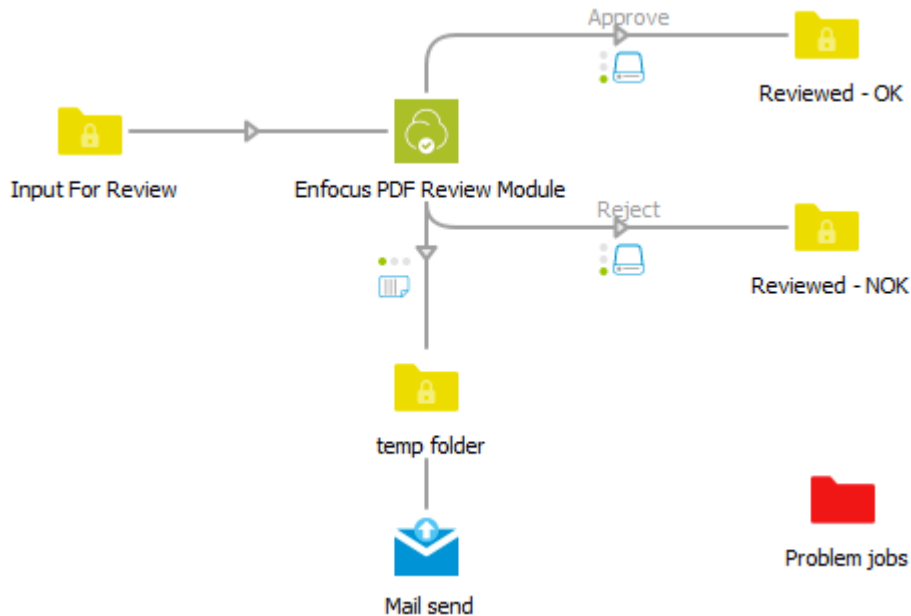 Approve
Reviewed - OK
Input For Review
Enfocus PDF Review Module
Reject
Reviewed - NOK
temp folder
Problem jobs
Mail send